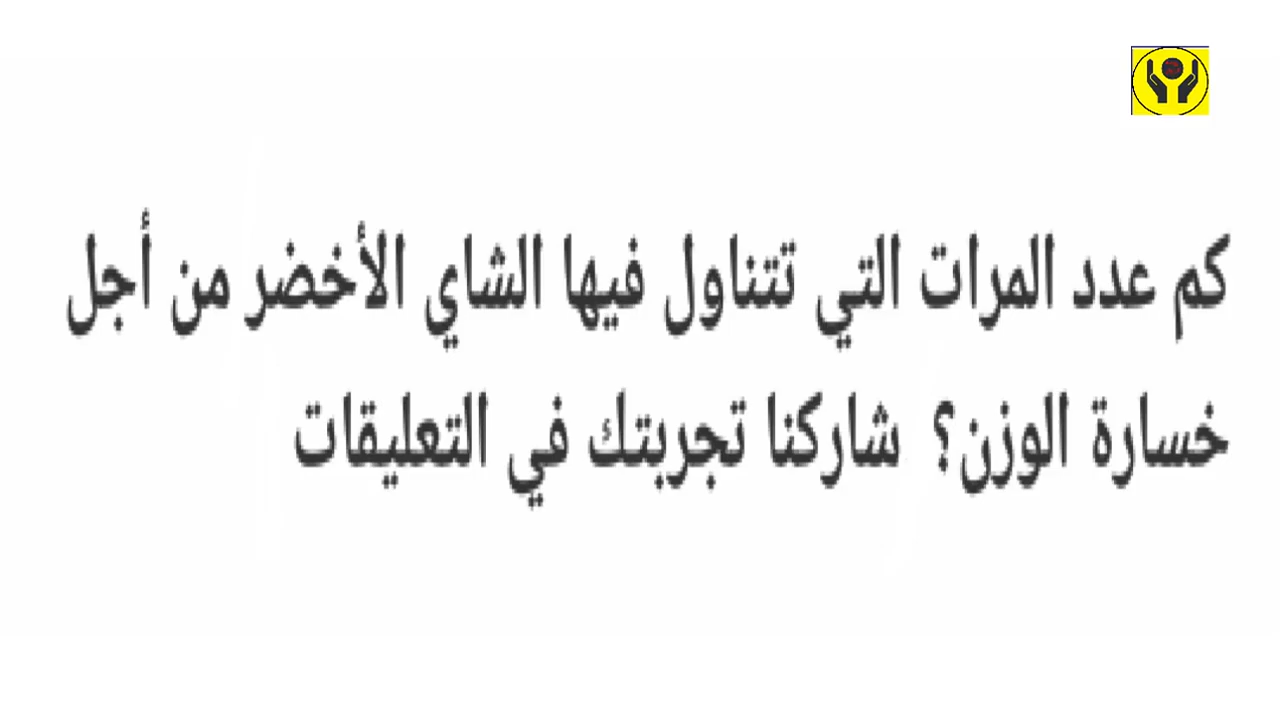 كم عدد المرات التي تتناول فيها الشاي الأخضر من أجل
خسارة الوزن؟ شاركنا تجربتك في التعليقات